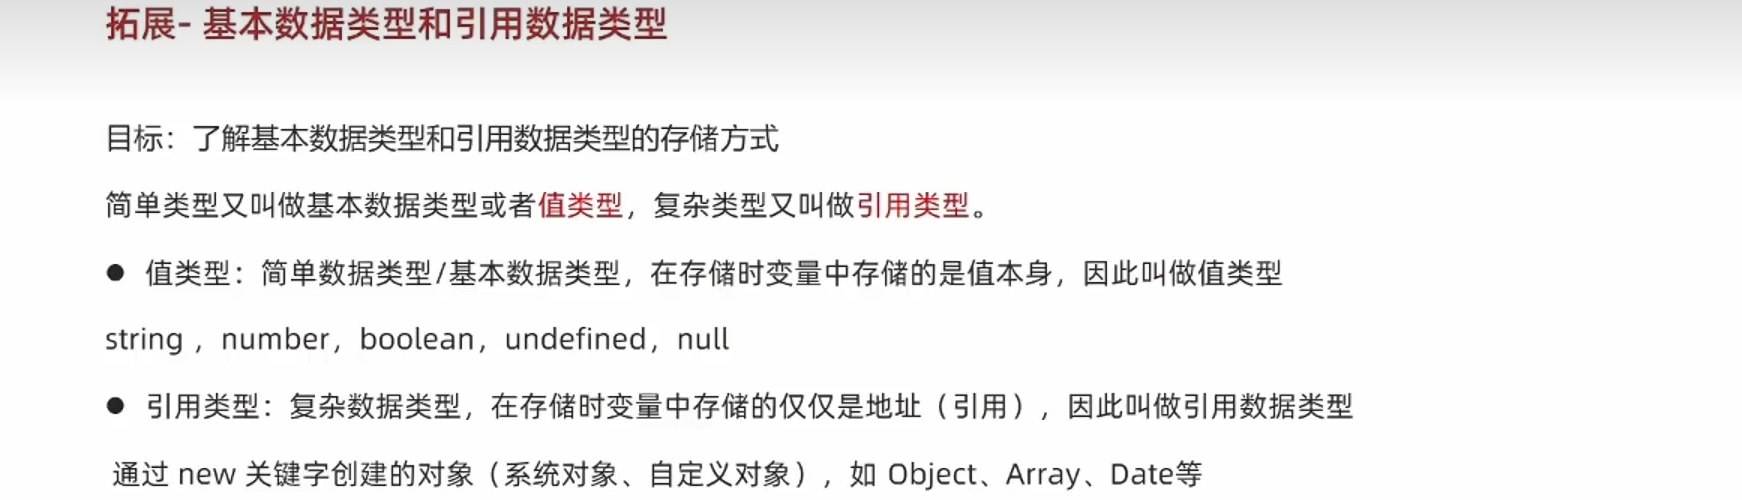 拓展- 基本数据类型和引用数据类型
目标：了解基本数据类型和引用数据类型的存储方式
简单类型又叫做基本数据类型或者值类型，复杂类型又叫做引用类型。
● 值类型：简单数据类型/基本数据类型，在存储时变量中存储的是值本身，因此叫做值类型
string ，number，boolean，undefined，null
● 引用类型：复杂数据类型，在存储时变量中存储的仅仅是地址（引用），因此叫做引用数据类型
通过 new 关键字创建的对象（系统对象、自定义对象），如 Object、Array、Date等